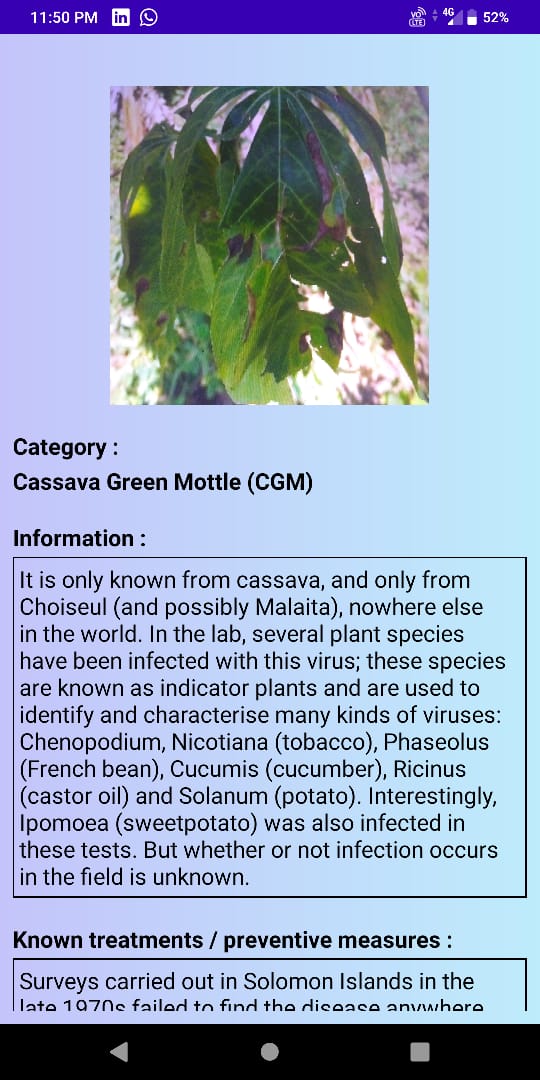 11:50 PM in VO LTE 4G 52%
Category :
Cassava Green Mottle (CGM)
Information :
It is only known from cassava, and only from
Choiseul (and possibly Malaita), nowhere else
in the world. In the lab, several plant species
have been infected with this virus; these species
are known as indicator plants and are used to
identify and characterise many kinds of viruses:
Chenopodium, Nicotiana (tobacco), Phaseolus
(French bean), Cucumis (cucumber), Ricinus
(castor oil) and Solanum (potato). Interestingly,
Ipomoea (sweetpotato) was also infected in
these tests. But whether or not infection occurs
in the field is unknown.
Known treatments / preventive measures :
Surveys carried out in Solomon Islands in the
late 1970s failed to find the disease anywhere